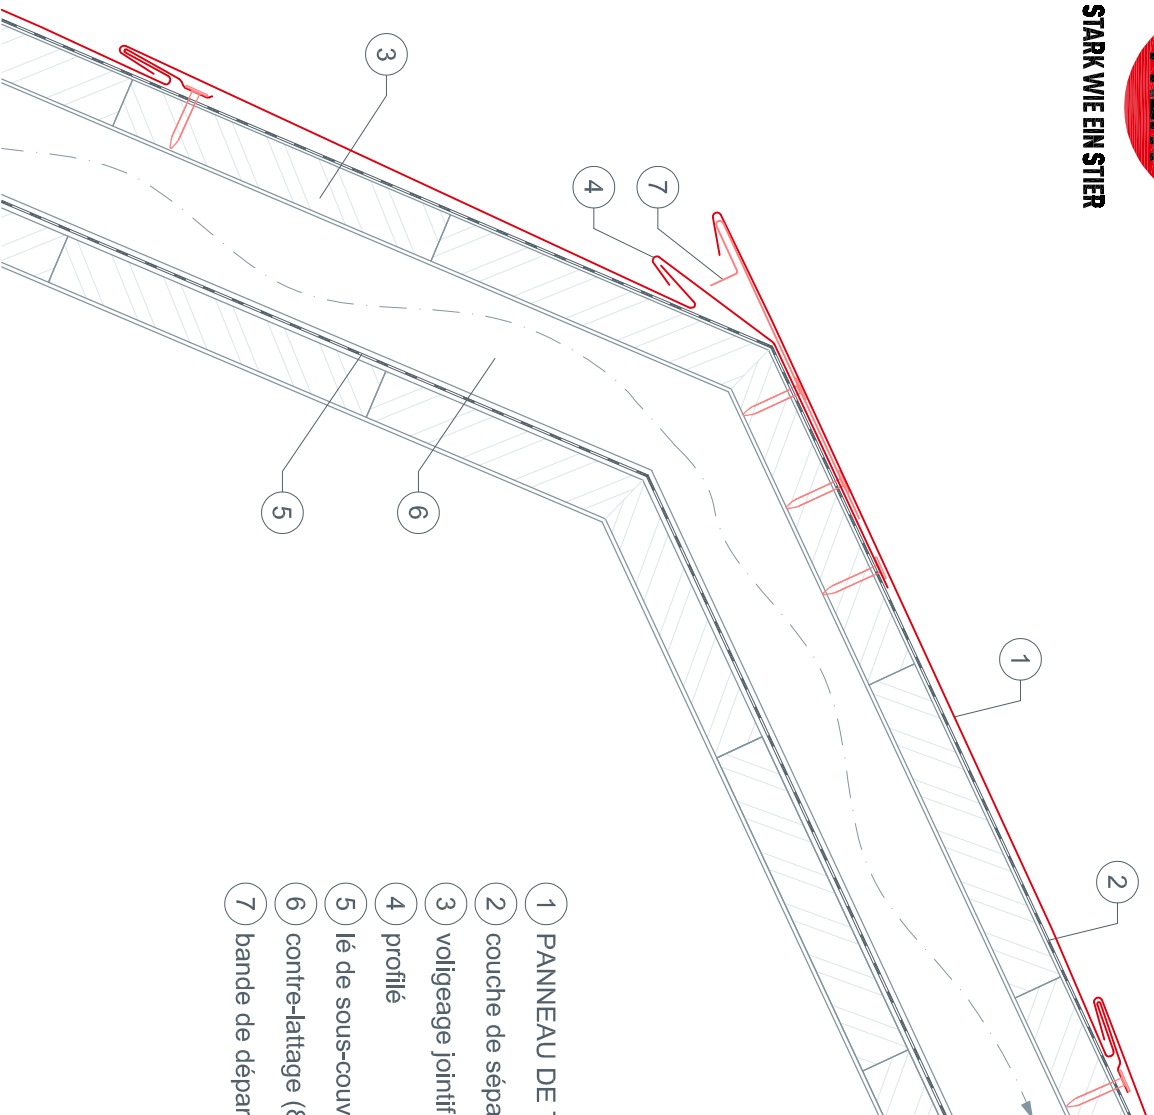 STARK WIE EIN STIER
3
4
7
5
6
1
2
1 PANNEAU DE
2 couche de sépa
3 voligeage jointif
4 profilé
5 lé de sous-couv
6 contre-lattage (8
7 bande de dépar